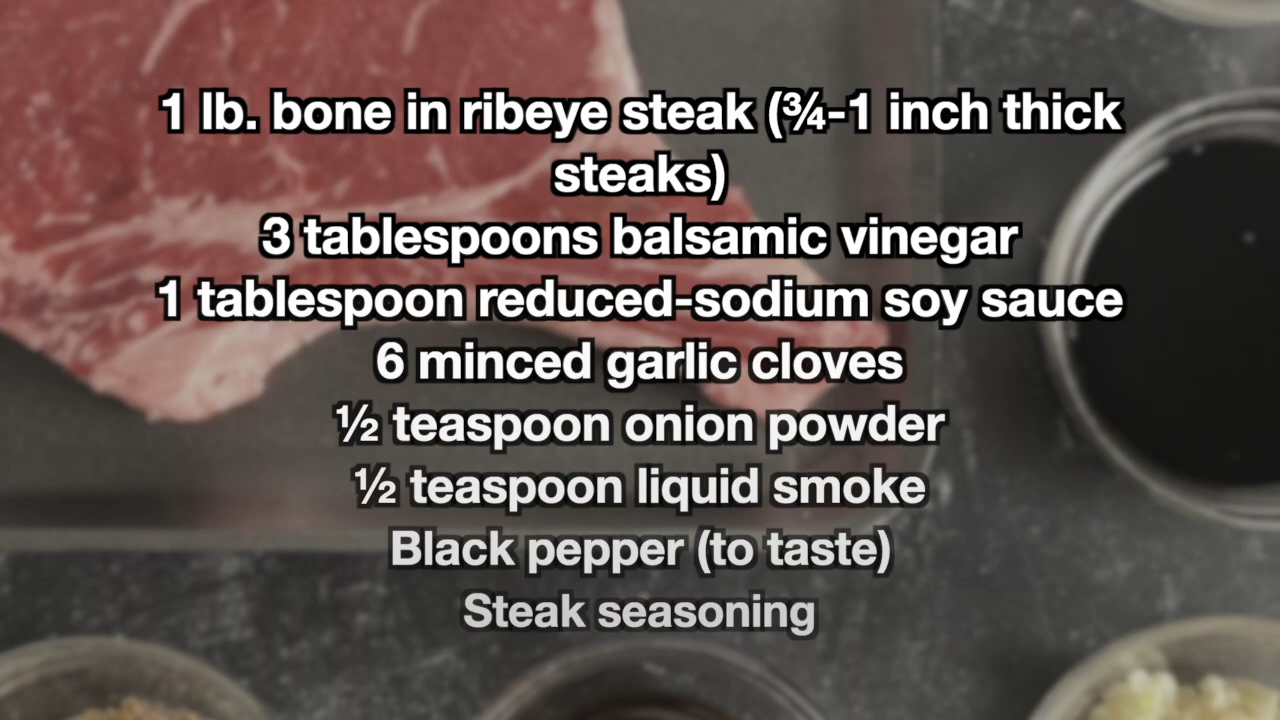 1 lb. bone in ribeye steak (¾-1 inch thick
steaks)
3 tablespoons balsamic vinegar
1 tablespoon reduced-sodium soy sauce
6 minced garlic cloves
½ teaspoon onion powder
½ teaspoon liquid smoke
Black pepper (to taste)
Steak seasoning